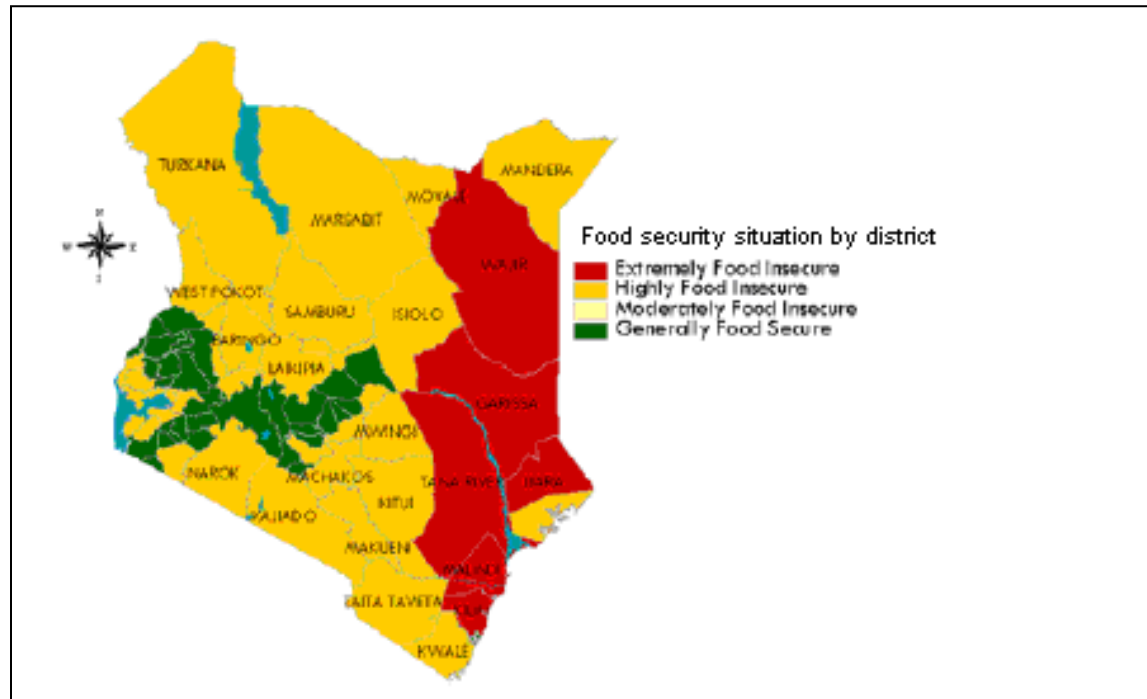 TURKANA
MANDERA
MOYALE
MARSABIT
N
W
E
S
Food security situation by district
Extremely Food Insecure
WAJIR
Highly Food Insecure
WEST POKOT
Moderately Food Insecure
SAMBURU
ISIOLO
Generally Food Secure
BARINGO
LAIKIPIA
GARISSA
MWINGI
NAROK
MACHAKOS
TANA RIVER
KITUI
KAJIADO
MAKUENI
MALINDI
TAITA TAVETA
KWALE